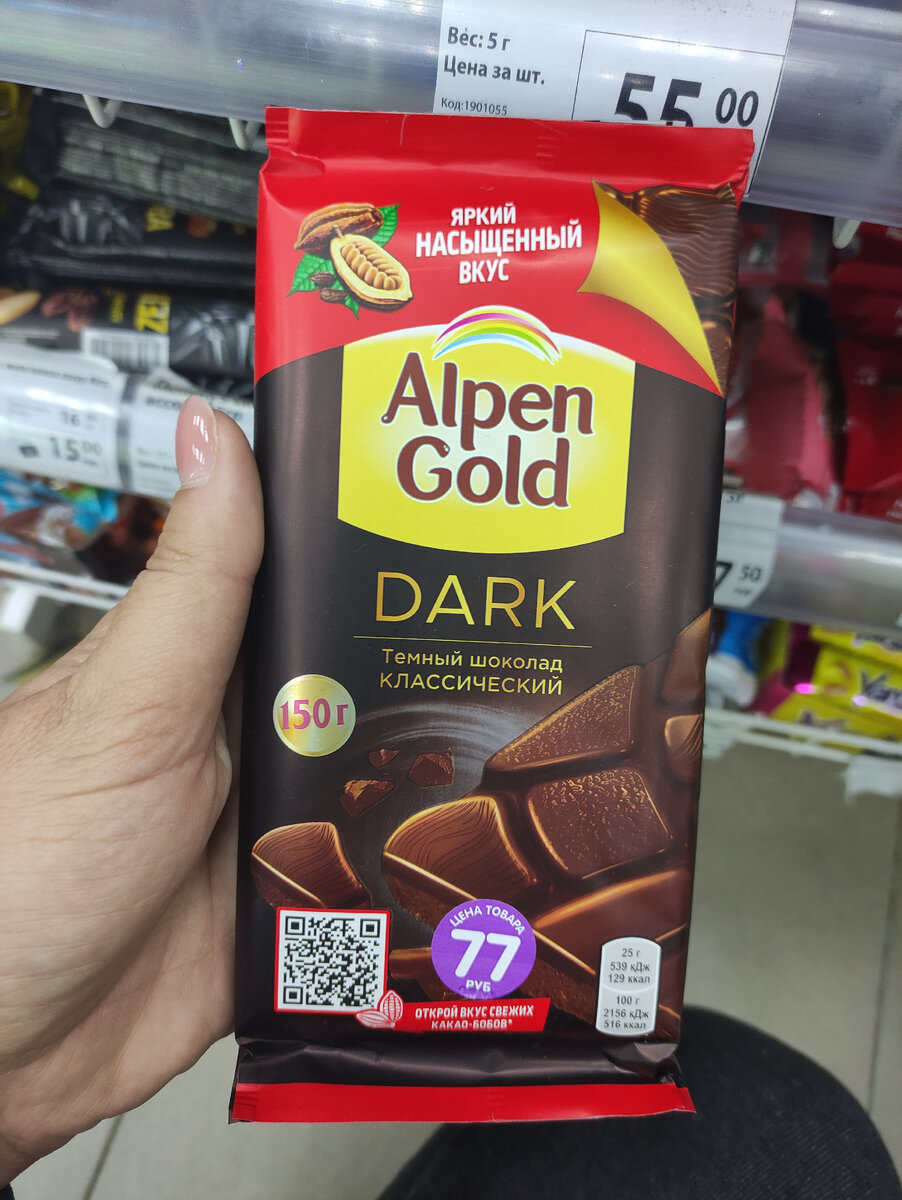 Вес: 5 г
Цена за шт.
Код:1901055
55 00
ЯРКИЙ
НАСЫЩЕННЫЙ
ВКУС
Alpen
Gold
DARK
Темный шоколад
КЛАССИЧЕСКИЙ
150 г
15 00
7 50
ЦЕНА ТОВАРА
77
РУБ
ОТКРОЙ ВКУС СВЕЖИХ
КАКАО-БОБОВ*
25 г
539 кДж
129 ккал
100 г
2156 кДж
516 ккал